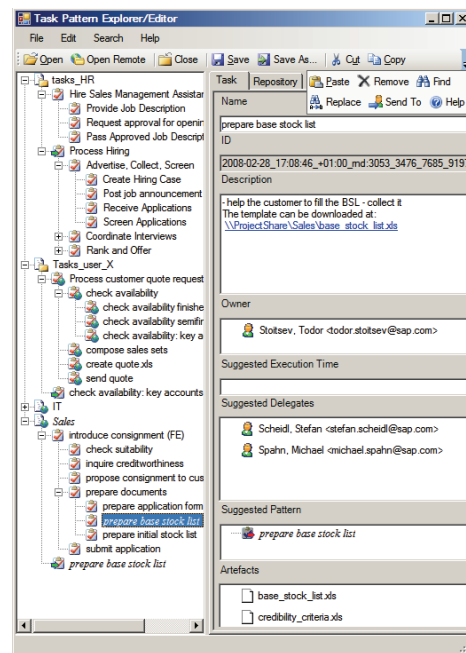 Task Pattern Explorer/Editor
File Edit Search Help
Open Open Remote Close Save Save As... Cut Copy
Paste Remove Find
Replace Send To Help
tasks_HR
Hire Sales Management Assistar
Provide Job Description
Request approval for openin
Pass Approved Job Descript
Process Hiring
Advertise, Collect, Screen
Create Hiring Case
Post job announcement
Receive Applications
Screen Applications
Coordinate Interviews
Rank and Offer
Tasks_user_X
Process customer quote request
check availability
check availability finishe
check availability semifir
check availability: key a
compose sales sets
create quote.xls
send quote
check availability: key accounts
IT
Sales
introduce consignment (FE)
check suitability
inquire creditworthiness
propose consignment to cus
prepare documents
prepare application form
prepare base stock list
prepare initial stock list
submit application
prepare base stock list
Task Repository
Name
prepare base stock list
ID
2008-02-28_17:08:46_+01:00_md:3053_3476_7685_9197
Description
- help the customer to fill the BSL - collect it
The template can be downloaded at:
\\ProjectShare\Sales\base_stock_list.xls
Owner
Stoitsev, Todor <todor.stoitsev@sap.com>
Suggested Execution Time
Suggested Delegates
Scheidl, Stefan <stefan.scheidl@sap.com>
Spahn, Michael <michael.spahn@sap.com>
Suggested Pattern
prepare base stock list
Artefacts
base_stock_list.xls
credibility_criteria.xls